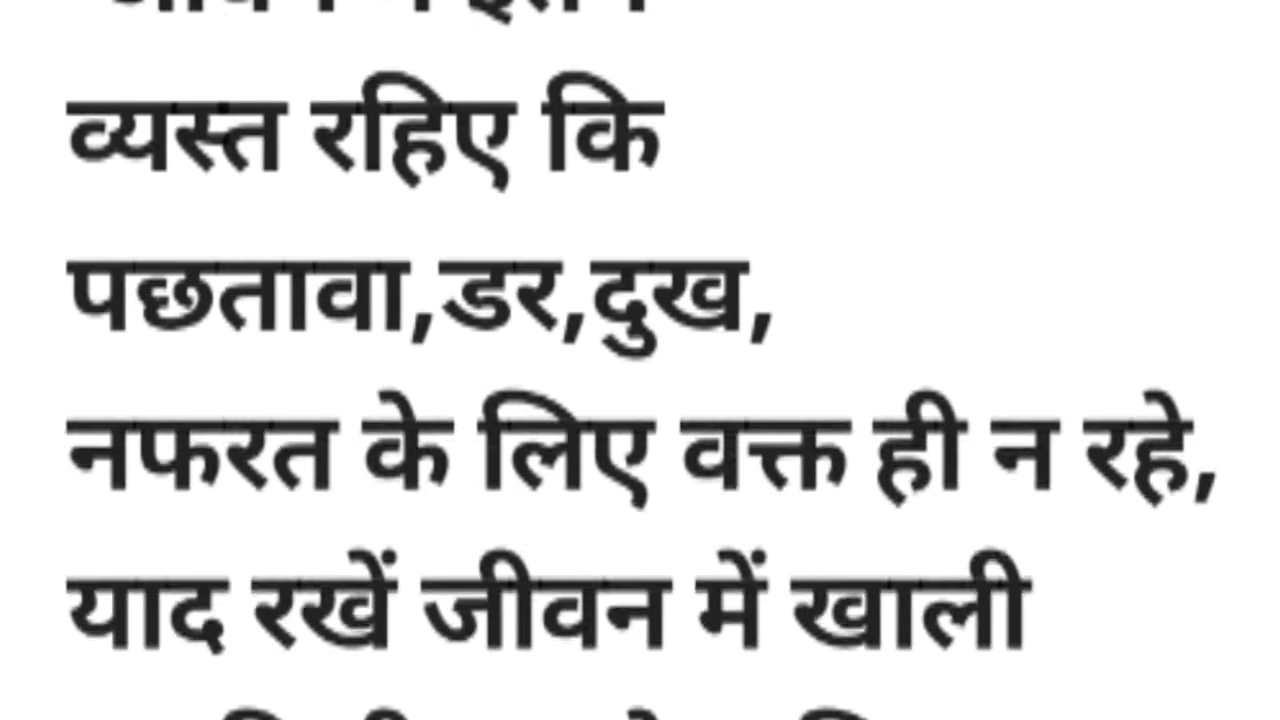 व्यस्त रहिए कि
पछतावा,डर,दुख,
नफरत के लिए वक्त ही न रहे,
याद रखें जीवन में खाली